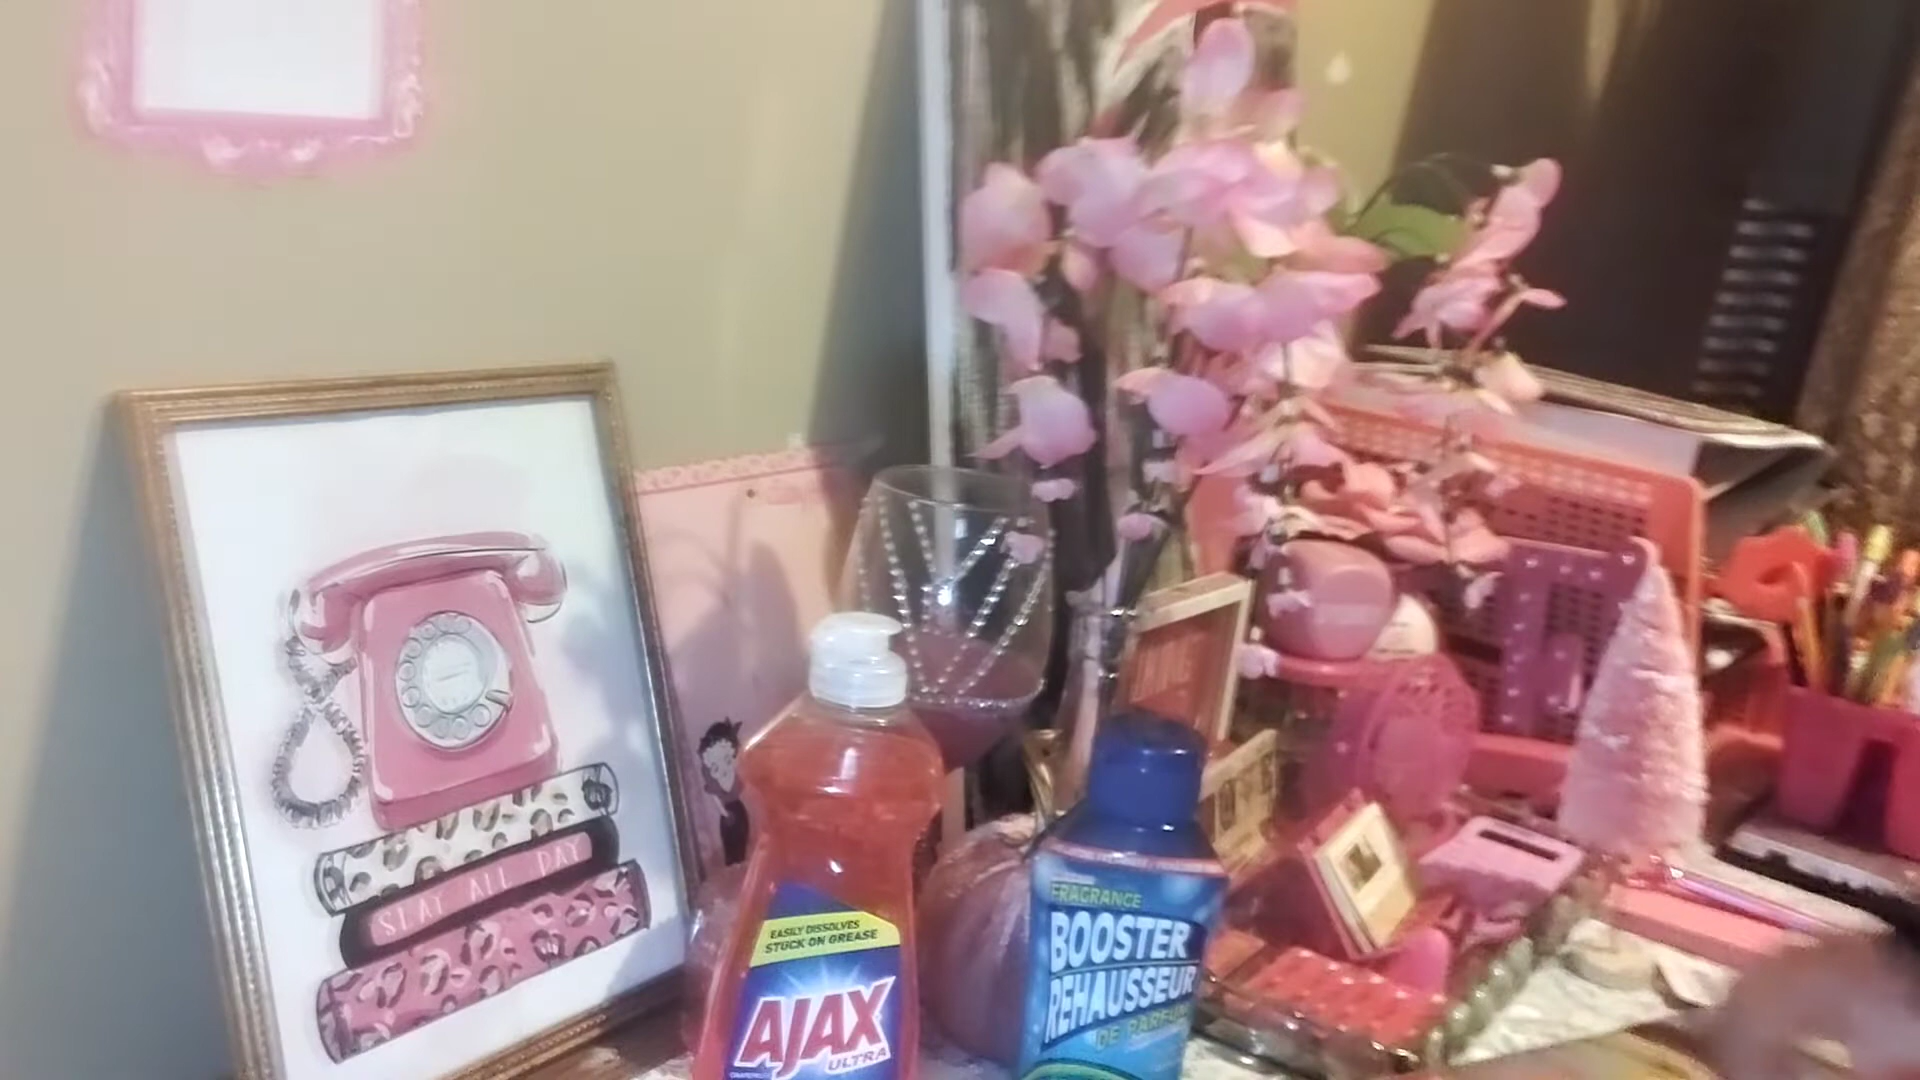 SLAY ALL DAY
EASILY DISSOLVES
STUCK ON GREASE
AJAX
ULTRA
FRAGRANCE
BOOSTER
REHAUSSEUR
DE PARFUM